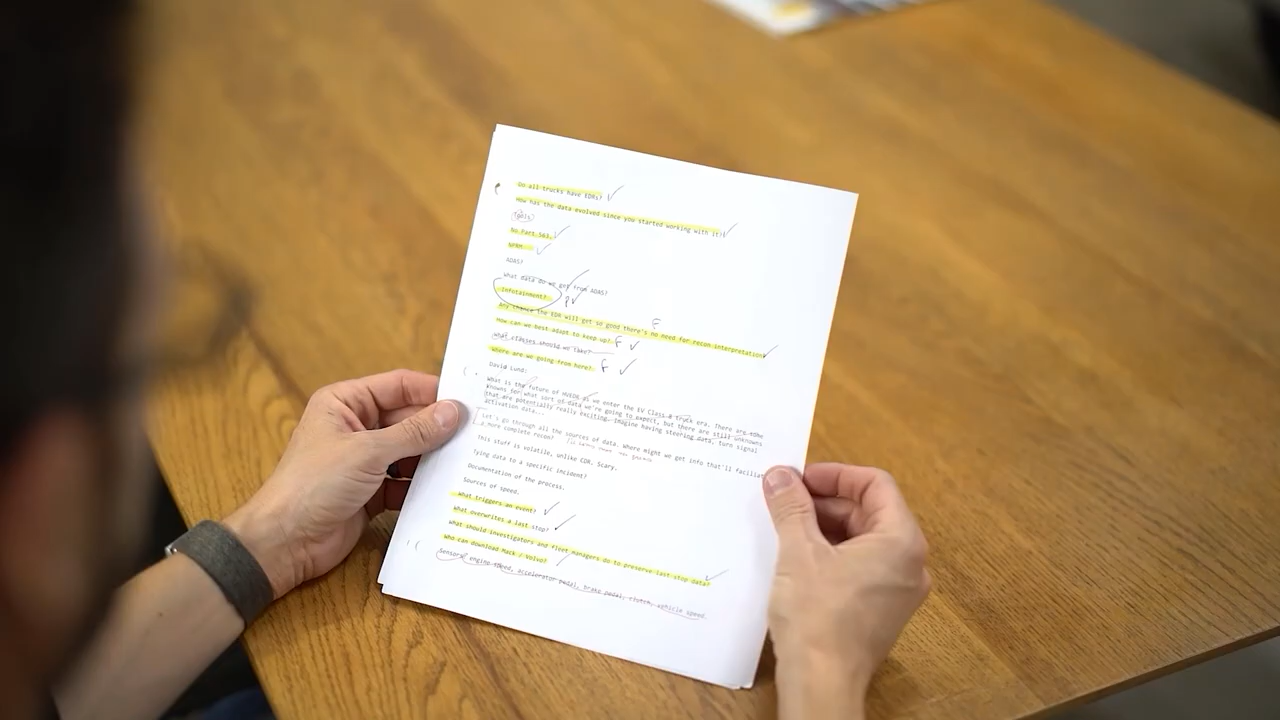 Do all trucks have EDRs?
How has the data evolved since you started working with it?
Tools
No Part 563.
NPRM
ADAS?
What data do we get from ADAS?
Infotainment?
P
F
Any chance the EDR will get so good there's no need for recon interpretation?
How can we best adapt to keep up? F
What classes should we take?
Where are we going from here? F
David Lund:
What is the future of HVEDR as we enter the EV Class 8 truck era. There are some
knowns for what sort of data we're going to expect, but there are still unknowns
that are potentially really exciting. Imagine having steering data, turn signal
activation data...
Let's go through all the sources of data. Where might we get info that'll facilitat
a more complete recon?
This stuff is volatile, unlike CDR. Scary.
Tying data to a specific incident?
Documentation of the process.
Sources of speed.
What triggers an event?
What overwrites a last stop?
What should investigators and fleet managers do to preserve last stop data?
Who can download Mack / Volvo?
Sensors? engine speed, accelerator pedal, brake pedal, clutch, vehicle speed.